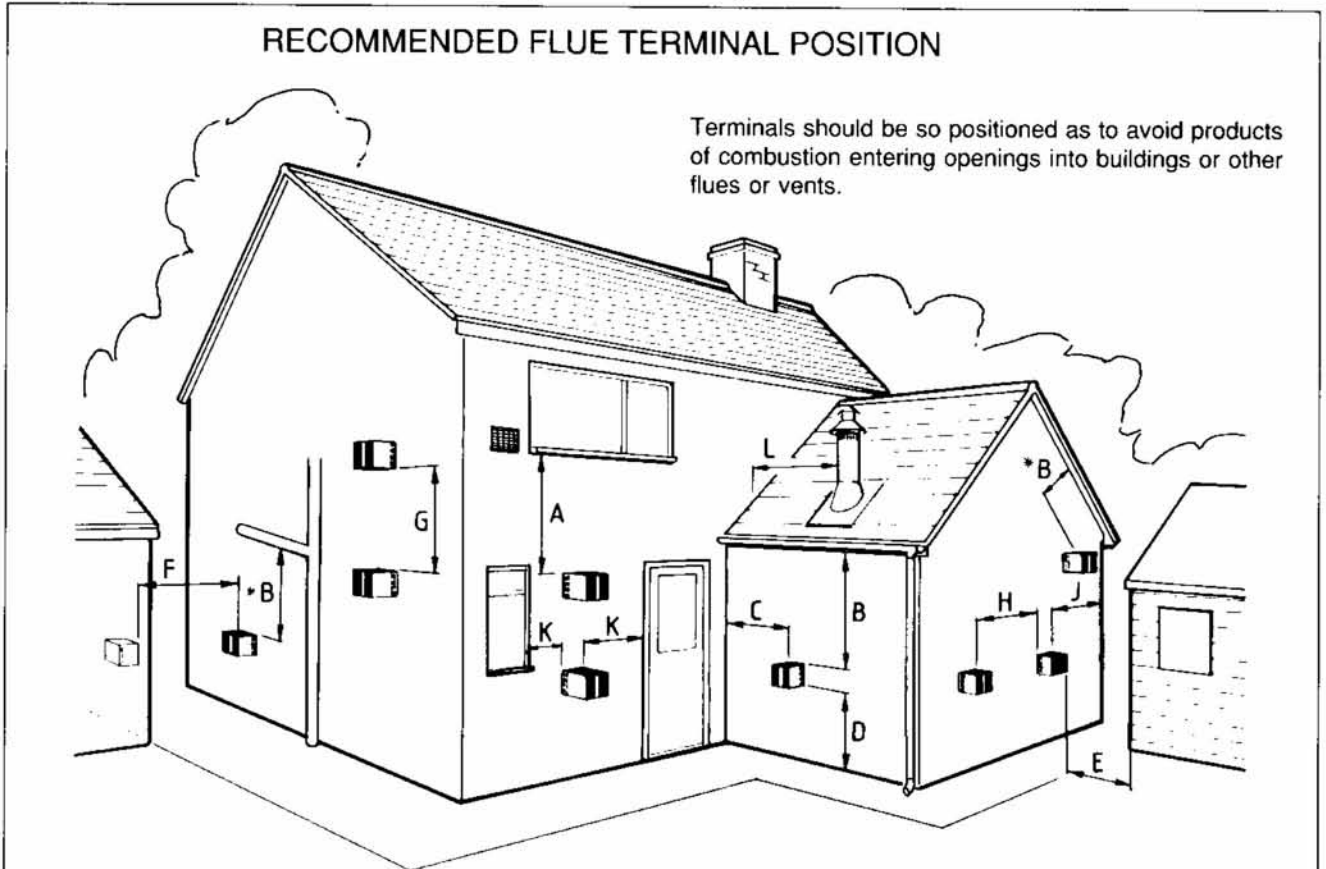 RECOMMENDED FLUE TERMINAL POSITION
Terminals should be so positioned as to avoid products
of combustion entering openings into buildings or other
flues or vents.
L
*B
G
A
F
*B
C
B
H
J
K
K
D
E